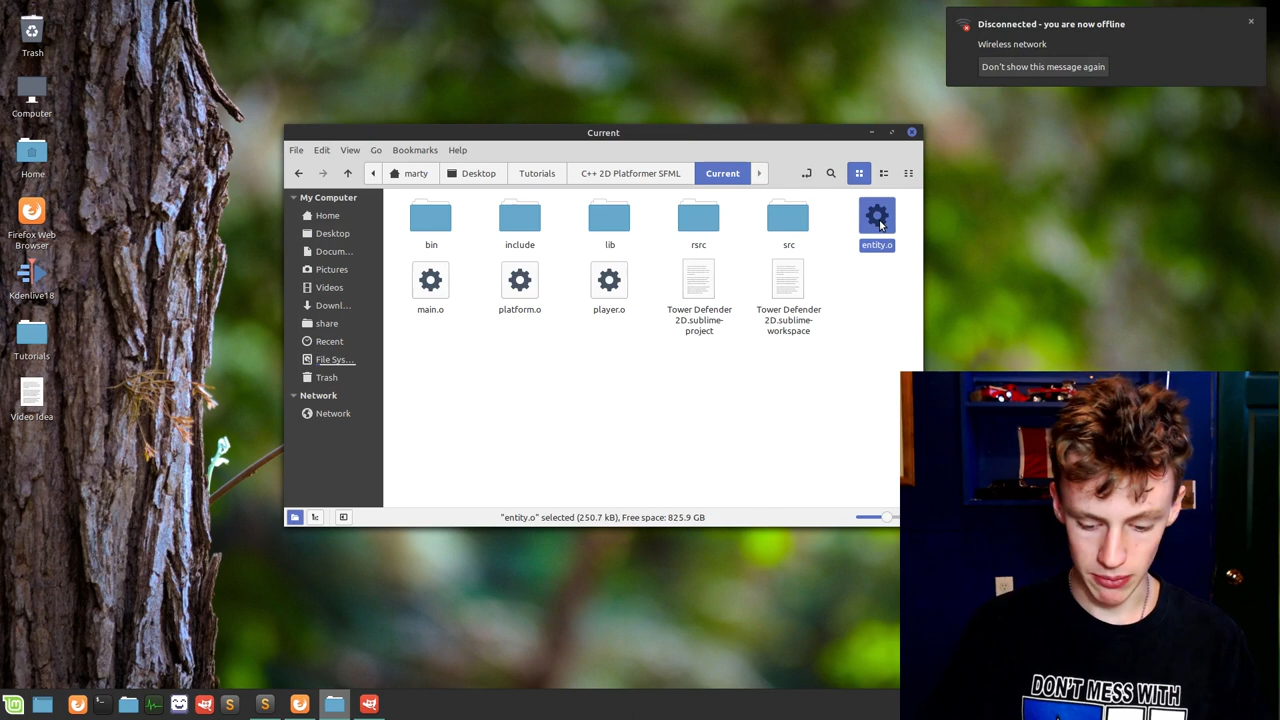 Trash
Computer
Home
Firefox Web
Browser
Kdenlive18
Tutorials
Video Idea
Disconnected - you are now offline
Wireless network
Don't show this message again
Current
File Edit View Go Bookmarks Help
marty Desktop Tutorials C++ 2D Platformer SFML Current
My Computer
Home
Desktop
Docum...
Pictures
Videos
Downl...
share
Recent
File Sys...
Trash
Network
Network
bin include lib rsrc src entity.o
main.o platform.o player.o
Tower Defender
2D.sublime-
project
Tower Defender
2D.sublime-
workspace
"entity.o" selected (250.7 kB), Free space: 825.9 GB
DON'T MESS WITH